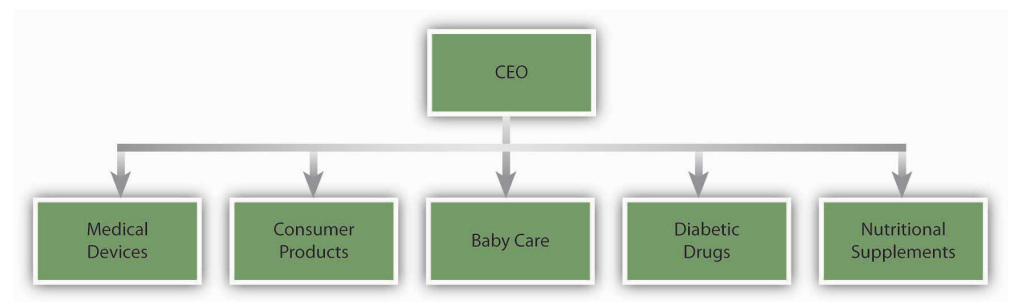 CEO
Medical
Devices
Consumer
Products
Baby Care
Diabetic
Drugs
Nutritional
Supplements